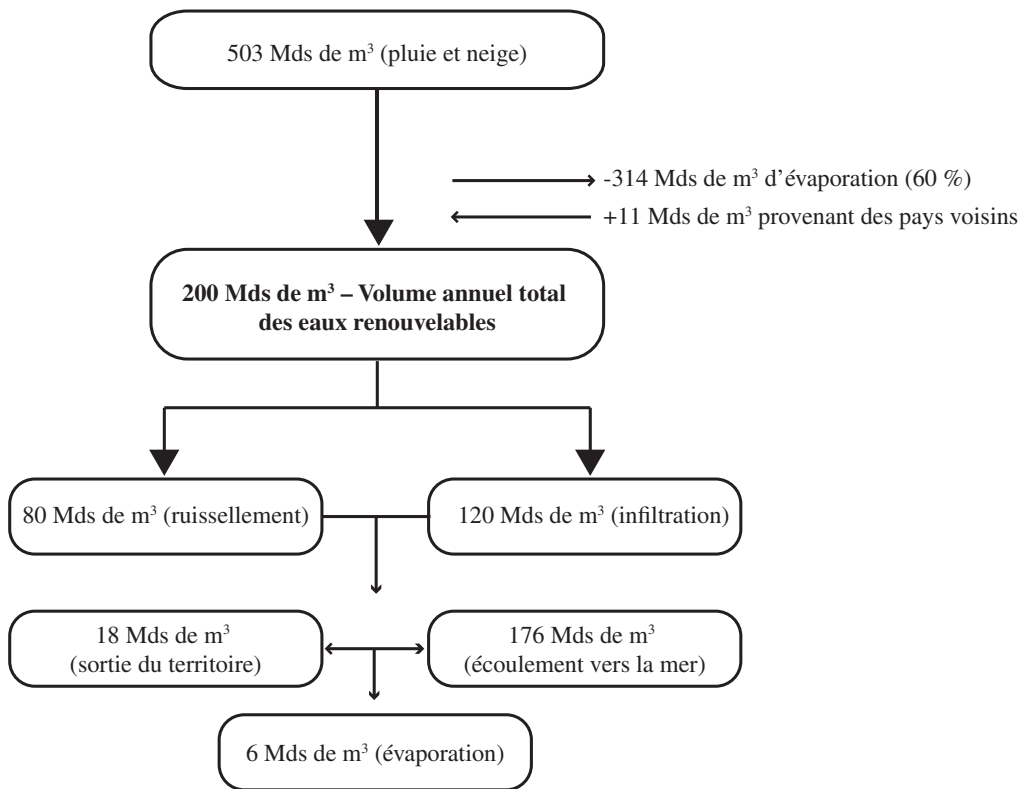 503 Mds de m³ (pluie et neige)
-314 Mds de m³ d’évaporation (60 %)
+11 Mds de m³ provenant des pays voisins
200 Mds de m³ – Volume annuel total
des eaux renouvelables
80 Mds de m³ (ruissellement)
120 Mds de m³ (infiltration)
18 Mds de m³
(sortie du territoire)
176 Mds de m³
(écoulement vers la mer)
6 Mds de m³ (évaporation)